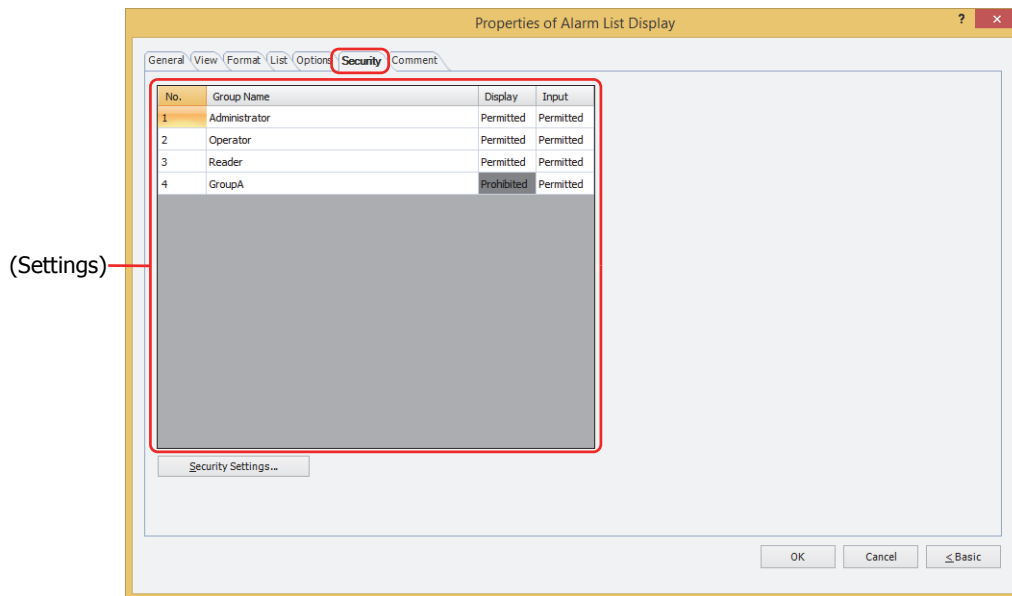 Properties of Alarm List Display
?
General View Format List Options Security Comment
No. Group Name Display Input
1 Administrator Permitted Permitted
2 Operator Permitted Permitted
3 Reader Permitted Permitted
4 GroupA Prohibited Permitted
(Settings)
Security Settings...
OK Cancel < Basic